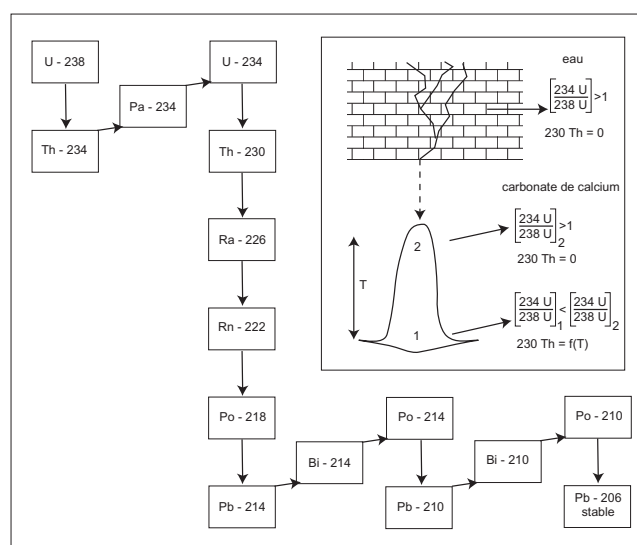 U - 238
Pa - 234
U - 234
Th - 234
Th - 230
Ra - 226
Rn - 222
Po - 218
Pb - 214
Bi - 214
Po - 214
Pb - 210
Bi - 210
Po - 210
Pb - 206
stable
eau
[234 U / 238 U] >1
230 Th = 0
carbonate de calcium
[234 U / 238 U]2 >1
230 Th = 0
2
T
1
[234 U / 238 U]1 < [234 U / 238 U]2
230 Th = f(T)